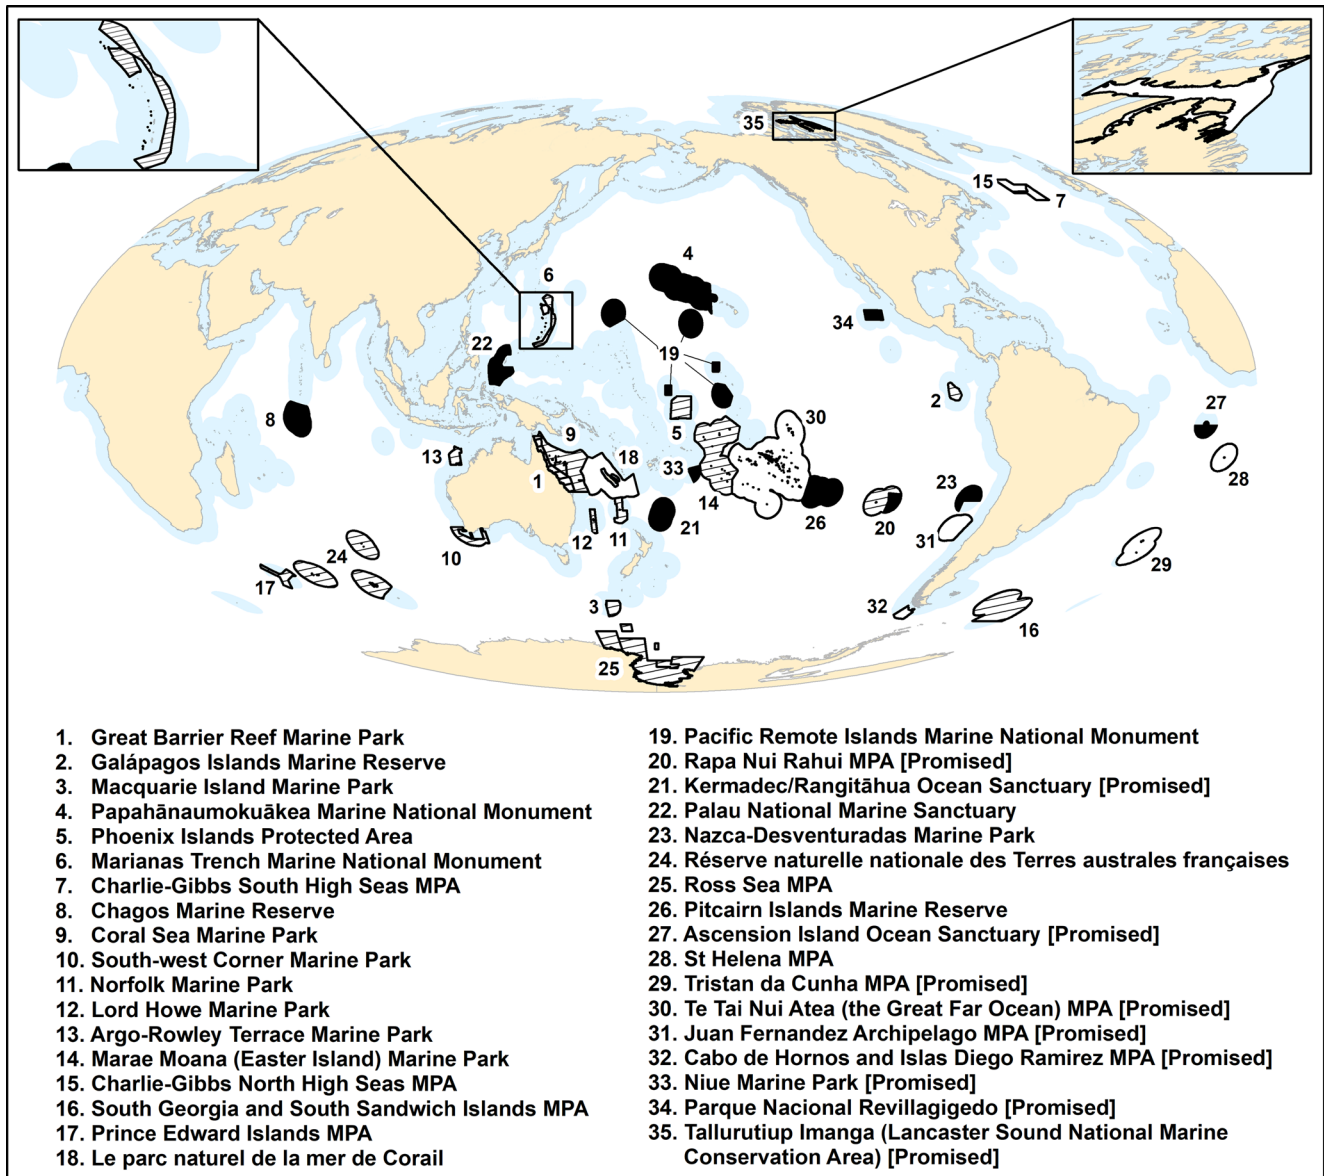 35
15
7
4
6
34
22
19
2
27
8
30
9
5
13
18
28
1
33
14
23
26
20
21
31
11
12
10
24
29
17
3
32
16
25
1. Great Barrier Reef Marine Park
2. Galápagos Islands Marine Reserve
3. Macquarie Island Marine Park
4. Papahānaumokuākea Marine National Monument
5. Phoenix Islands Protected Area
6. Marianas Trench Marine National Monument
7. Charlie-Gibbs South High Seas MPA
8. Chagos Marine Reserve
9. Coral Sea Marine Park
10. South-west Corner Marine Park
11. Norfolk Marine Park
12. Lord Howe Marine Park
13. Argo-Rowley Terrace Marine Park
14. Marae Moana (Easter Island) Marine Park
15. Charlie-Gibbs North High Seas MPA
16. South Georgia and South Sandwich Islands MPA
17. Prince Edward Islands MPA
18. Le parc naturel de la mer de Corail
19. Pacific Remote Islands Marine National Monument
20. Rapa Nui Rahui MPA [Promised]
21. Kermadec/Rangitāhua Ocean Sanctuary [Promised]
22. Palau National Marine Sanctuary
23. Nazca-Desventuradas Marine Park
24. Réserve naturelle nationale des Terres australes françaises
25. Ross Sea MPA
26. Pitcairn Islands Marine Reserve
27. Ascension Island Ocean Sanctuary [Promised]
28. St Helena MPA
29. Tristan da Cunha MPA [Promised]
30. Te Tai Nui Atea (the Great Far Ocean) MPA [Promised]
31. Juan Fernandez Archipelago MPA [Promised]
32. Cabo de Hornos and Islas Diego Ramirez MPA [Promised]
33. Niue Marine Park [Promised]
34. Parque Nacional Revillagigedo [Promised]
35. Tallurutiup Imanga (Lancaster Sound National Marine
Conservation Area) [Promised]